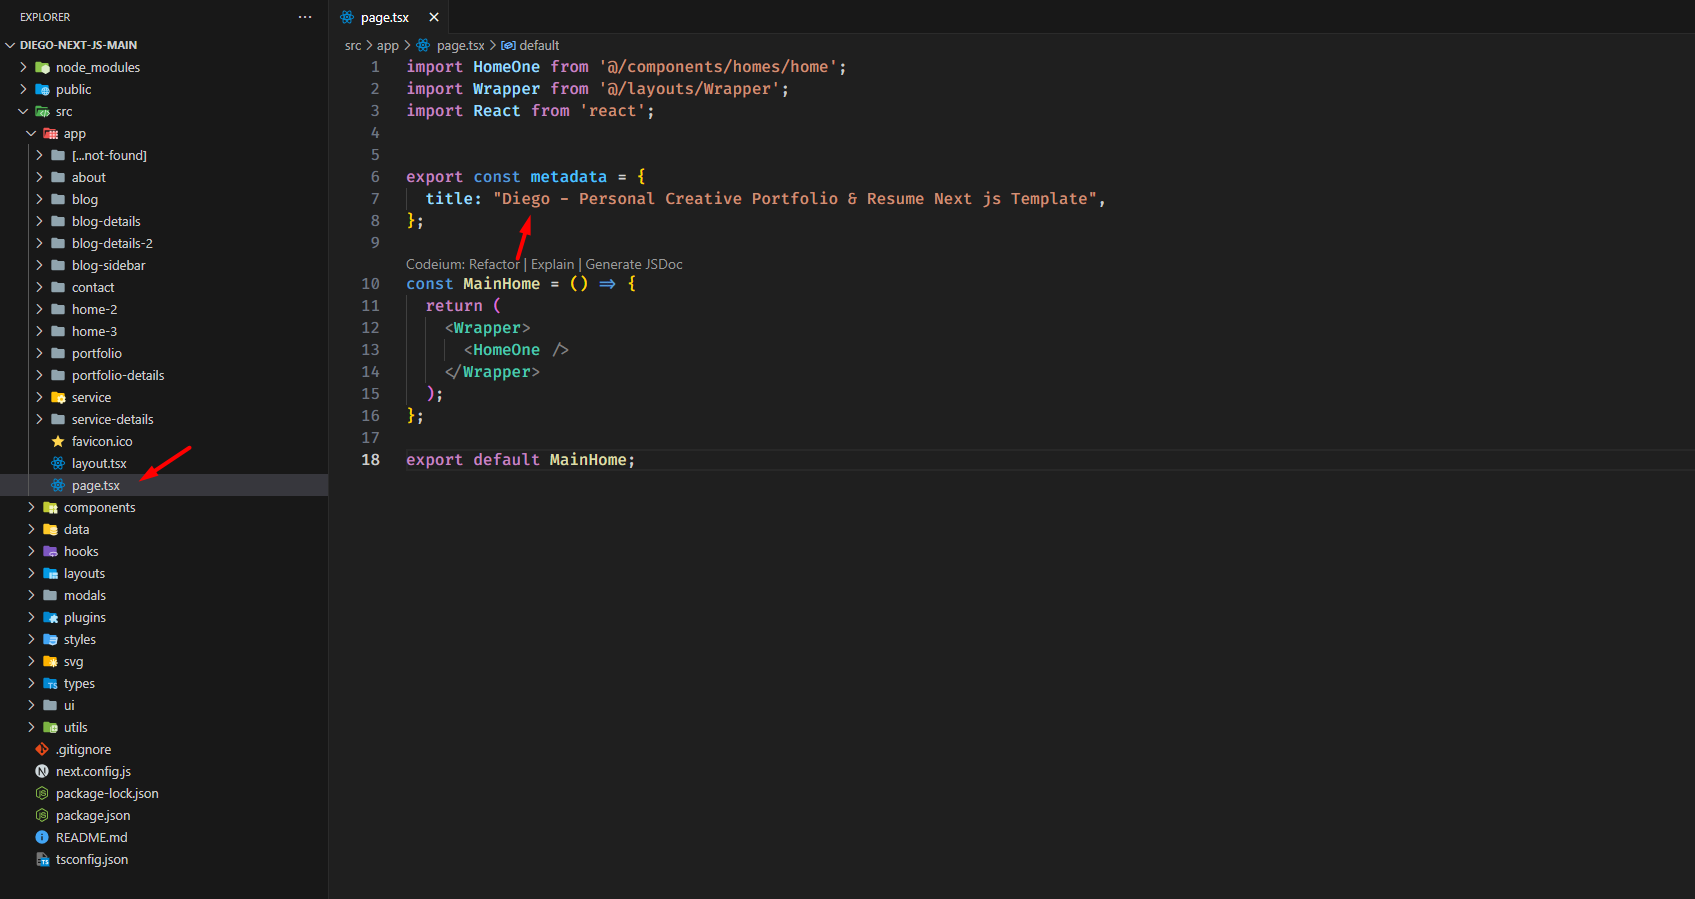 EXPLORER
DIEGO-NEXT-JS-MAIN
node_modules
public
src
app
[...not-found]
about
blog
blog-details
blog-details-2
blog-sidebar
contact
home-2
home-3
portfolio
portfolio-details
service
service-details
favicon.ico
layout.tsx
page.tsx
components
data
hooks
layouts
modals
plugins
styles
svg
types
ui
utils
.gitignore
next.config.js
package-lock.json
package.json
README.md
tsconfig.json
page.tsx
src > app > page.tsx > default
1 import HomeOne from '@/components/homes/home';
2 import Wrapper from '@/layouts/Wrapper';
3 import React from 'react';
4
5
6 export const metadata = {
7 title: "Diego - Personal Creative Portfolio & Resume Next js Template",
8 };
9
Codeium: Refactor | Explain | Generate JSDoc
10 const MainHome = () => {
11 return (
12 <Wrapper>
13 <HomeOne />
14 </Wrapper>
15 );
16 };
17
18 export default MainHome;